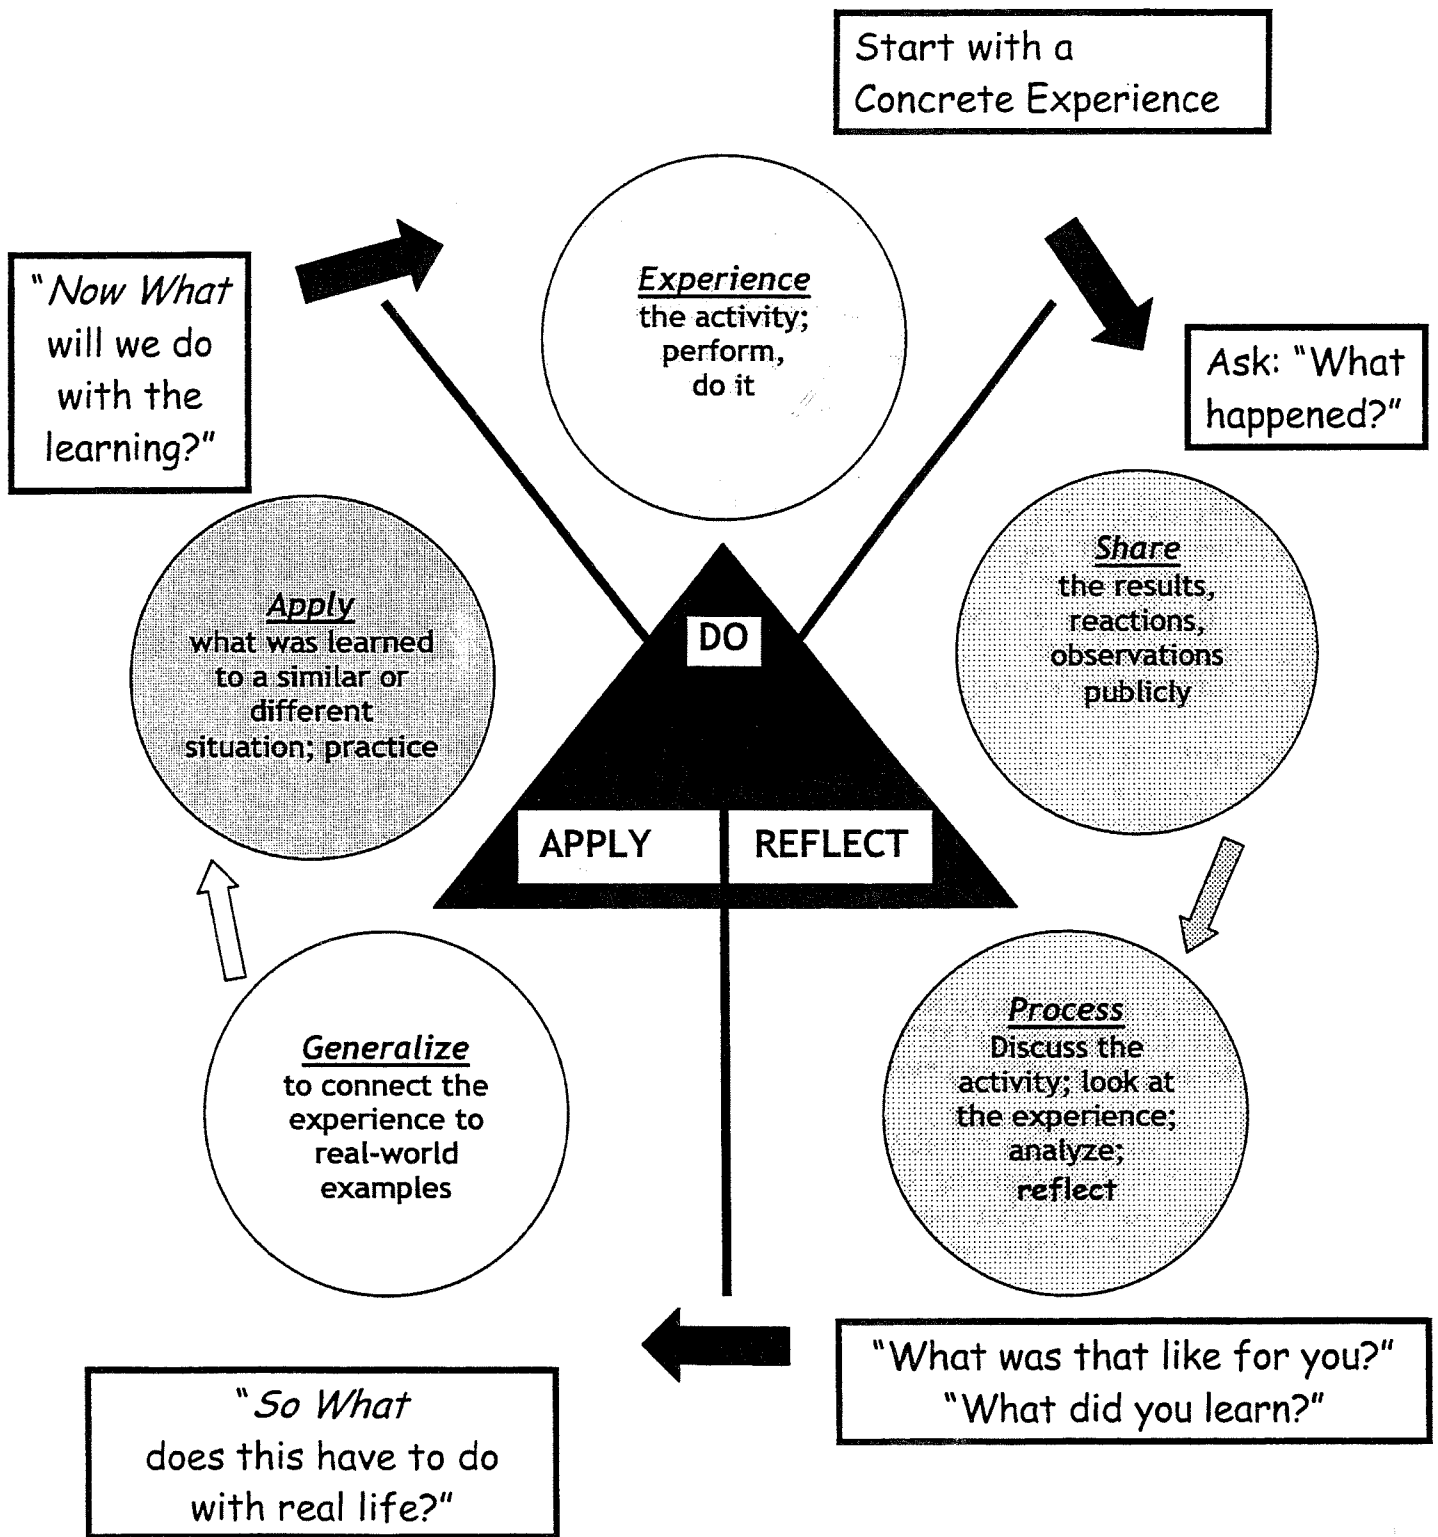 Start with a
Concrete Experience
Experience
the activity;
perform,
do it
"Now What
will we do
with the
learning?"
Ask: "What
happened?"
Share
the results,
reactions,
observations
publicly
Apply
what was learned
to a similar or
different
situation; practice
DO
APPLY
REFLECT
Generalize
to connect the
experience to
real-world
examples
Process
Discuss the
activity; look at
the experience;
analyze;
reflect
"What was that like for you?"
"What did you learn?"
"So What
does this have to do
with real life?"